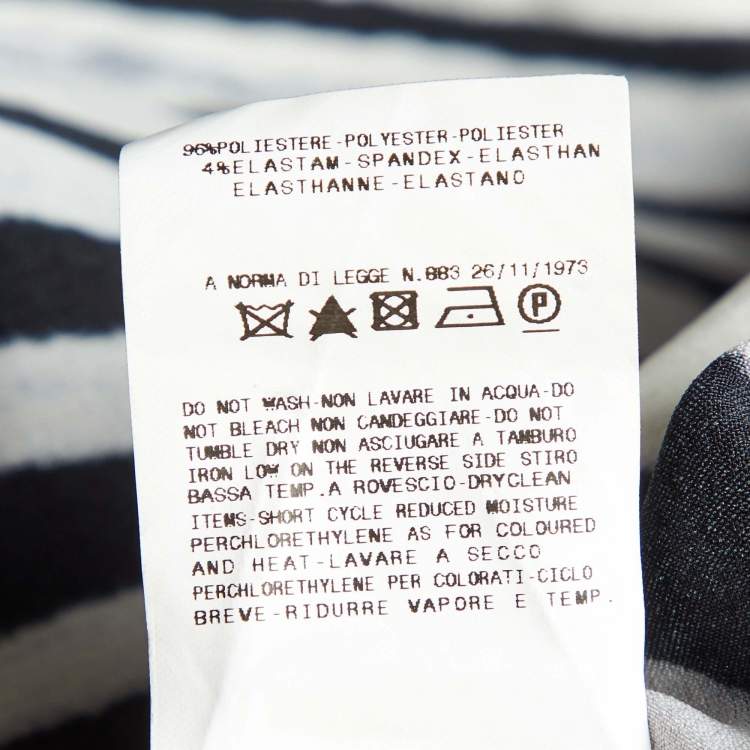 96%POLIESTERE-POLYESTER-POLIESTER
4%ELASTAM-SPANDEX-ELASTHAN
ELASTHANNE-ELASTANO
A NORMA DI LEGGE N.883 26/11/1973
P
DO NOT WASH-NON LAVARE IN ACQUA-DO
NOT BLEACH NON CANDEGGIARE-DO NOT
TUMBLE DRY NON ASCIUGARE A TAMBURO
IRON LOW ON THE REVERSE SIDE STIRO
BASSA TEMP.A ROVESCIO-DRYCLEAN
ITEMS-SHORT CYCLE REDUCED MOISTURE
PERCHLORETHYLENE AS FOR COLOURED
AND HEAT-LAVARE A SECCO
PERCHLORETHYLENE PER COLORATI-CICLO
BREVE-RIDURRE VAPORE E TEMP.